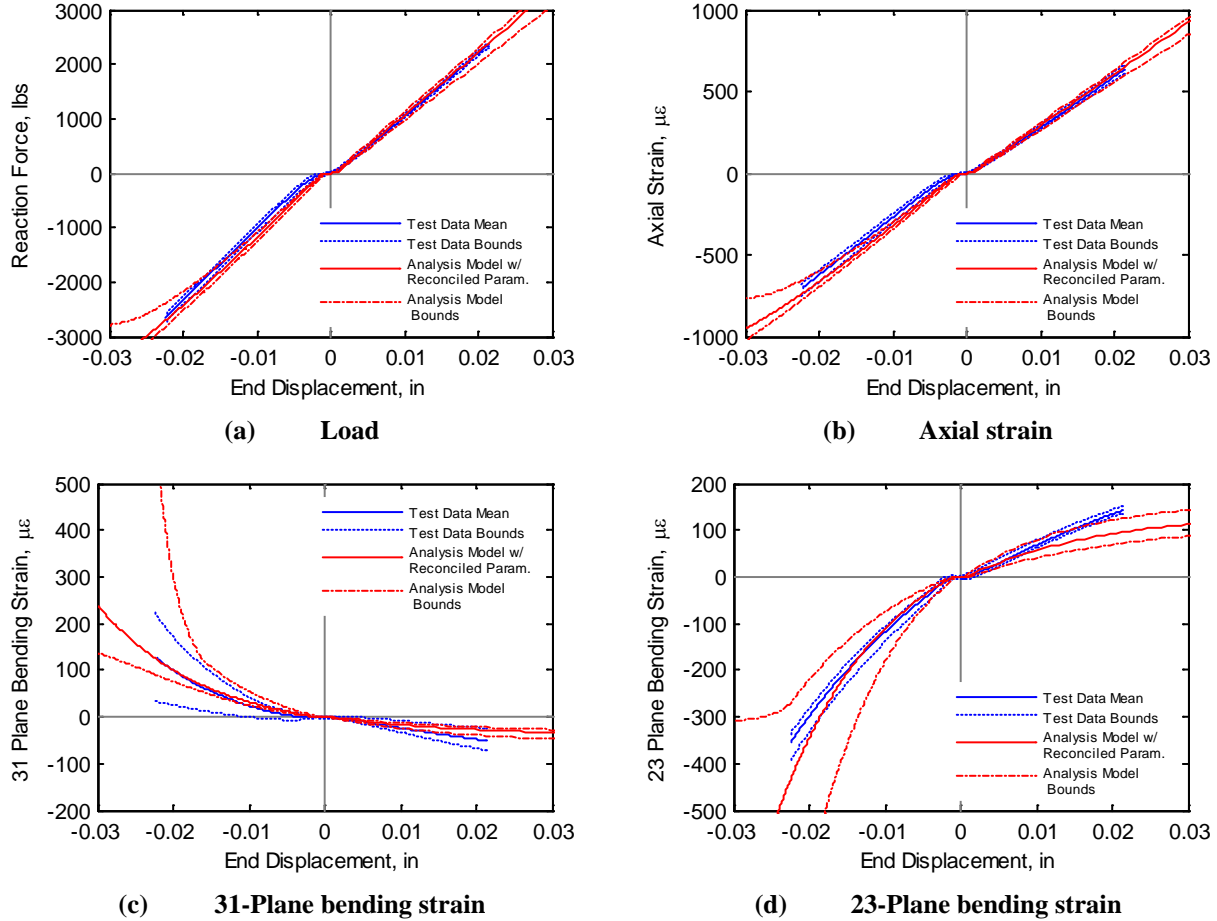 3000
2000
1000
0
-1000
-2000
-3000
Reaction Force, lbs
Test Data Mean
Test Data Bounds
Analysis Model w/
Reconciled Param.
Analysis Model
Bounds
-0.03 -0.02 -0.01 0 0.01 0.02 0.03
End Displacement, in
(a) Load
1000
500
0
-500
-1000
Axial Strain, με
Test Data Mean
Test Data Bounds
Analysis Model w/
Reconciled Param.
Analysis Model
Bounds
-0.03 -0.02 -0.01 0 0.01 0.02 0.03
End Displacement, in
(b) Axial strain
500
400
300
200
100
0
-100
-200
31 Plane Bending Strain, με
Test Data Mean
Test Data Bounds
Analysis Model w/
Reconciled Param.
Analysis Model
Bounds
-0.03 -0.02 -0.01 0 0.01 0.02 0.03
End Displacement, in
(c) 31-Plane bending strain
200
100
0
-100
-200
-300
-400
-500
23 Plane Bending Strain, με
Test Data Mean
Test Data Bounds
Analysis Model w/
Reconciled Param.
Analysis Model
Bounds
-0.03 -0.02 -0.01 0 0.01 0.02 0.03
End Displacement, in
(d) 23-Plane bending strain